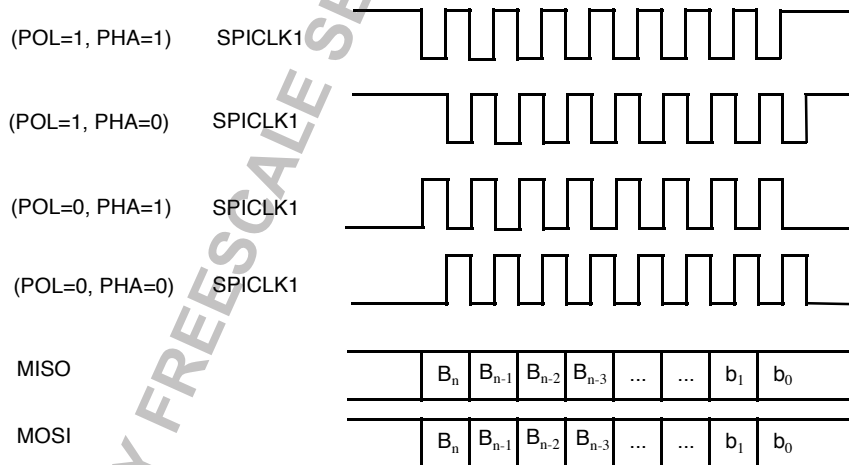 (POL=1, PHA=1) SPICLK1
(POL=1, PHA=0) SPICLK1
(POL=0, PHA=1) SPICLK1
(POL=0, PHA=0) SPICLK1
MISO Bₙ Bₙ₋₁ Bₙ₋₂ Bₙ₋₃ ... ... b₁ b₀
MOSI Bₙ Bₙ₋₁ Bₙ₋₂ Bₙ₋₃ ... ... b₁ b₀
FREESCALE